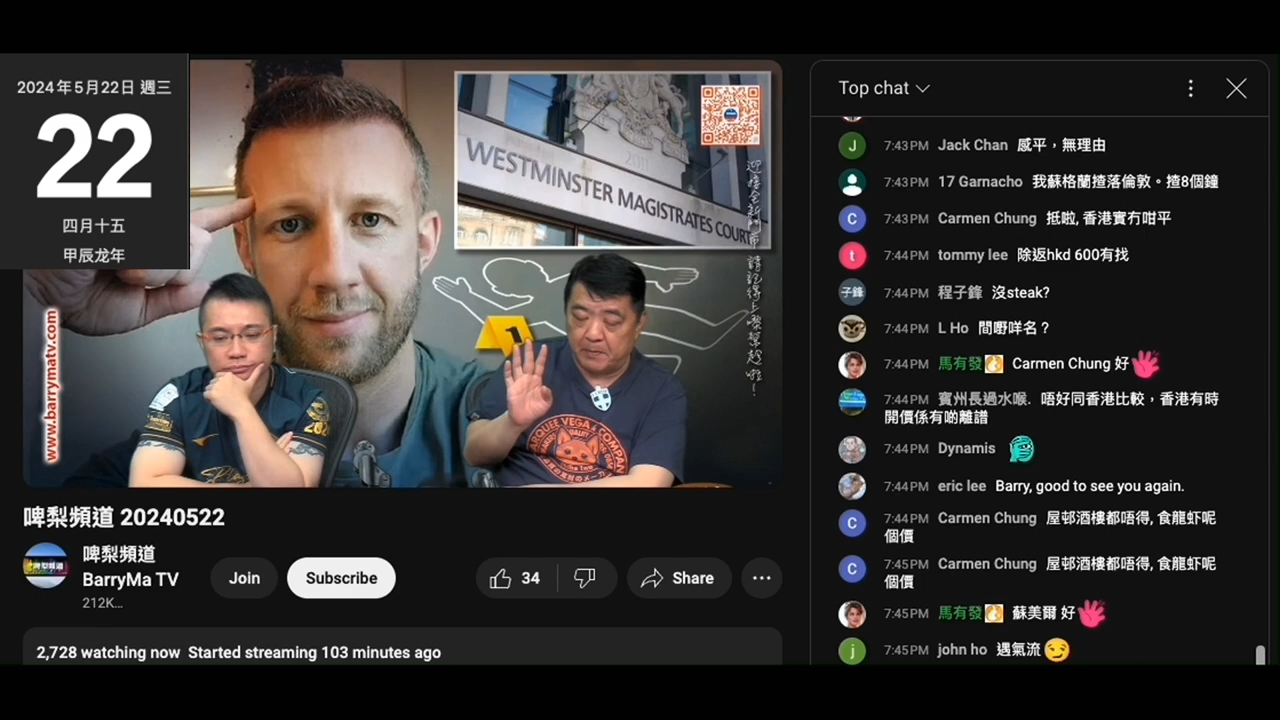 2024年5月22日 週三
22
四月十五
甲辰龙年
WESTMINSTER MAGISTRATES COURT
2011
www.barrymatv.com
1
ARQUEE VEGA & COMPAN
啤梨頻道 20240522
啤梨頻道
BarryMa TV
212K...
Join
Subscribe
34
Share
2,728 watching now Started streaming 103 minutes ago
Top chat
J 7:43PM Jack Chan 感平，無理由
7:43PM 17 Garnacho 我蘇格蘭揸落倫敦。揸8個鐘
C 7:43PM Carmen Chung 抵啦, 香港實冇咁平
t 7:44PM tommy lee 除返hkd 600有找
子鋒 7:44PM 程子鋒 沒steak?
7:44PM L Ho 問嘢咩名？
7:44PM 馬有發 Carmen Chung 好
7:44PM 賓州長過水喉. 唔好同香港比較，香港有時
開價係有啲離譜
7:44PM Dynamis
7:44PM eric lee Barry, good to see you again.
C 7:44PM Carmen Chung 屋邨酒樓都唔得, 食龍虾呢
個價
C 7:45PM Carmen Chung 屋邨酒樓都唔得, 食龍虾呢
個價
7:45PM 馬有發 蘇美爾 好
j 7:45PM john ho 遇氣流